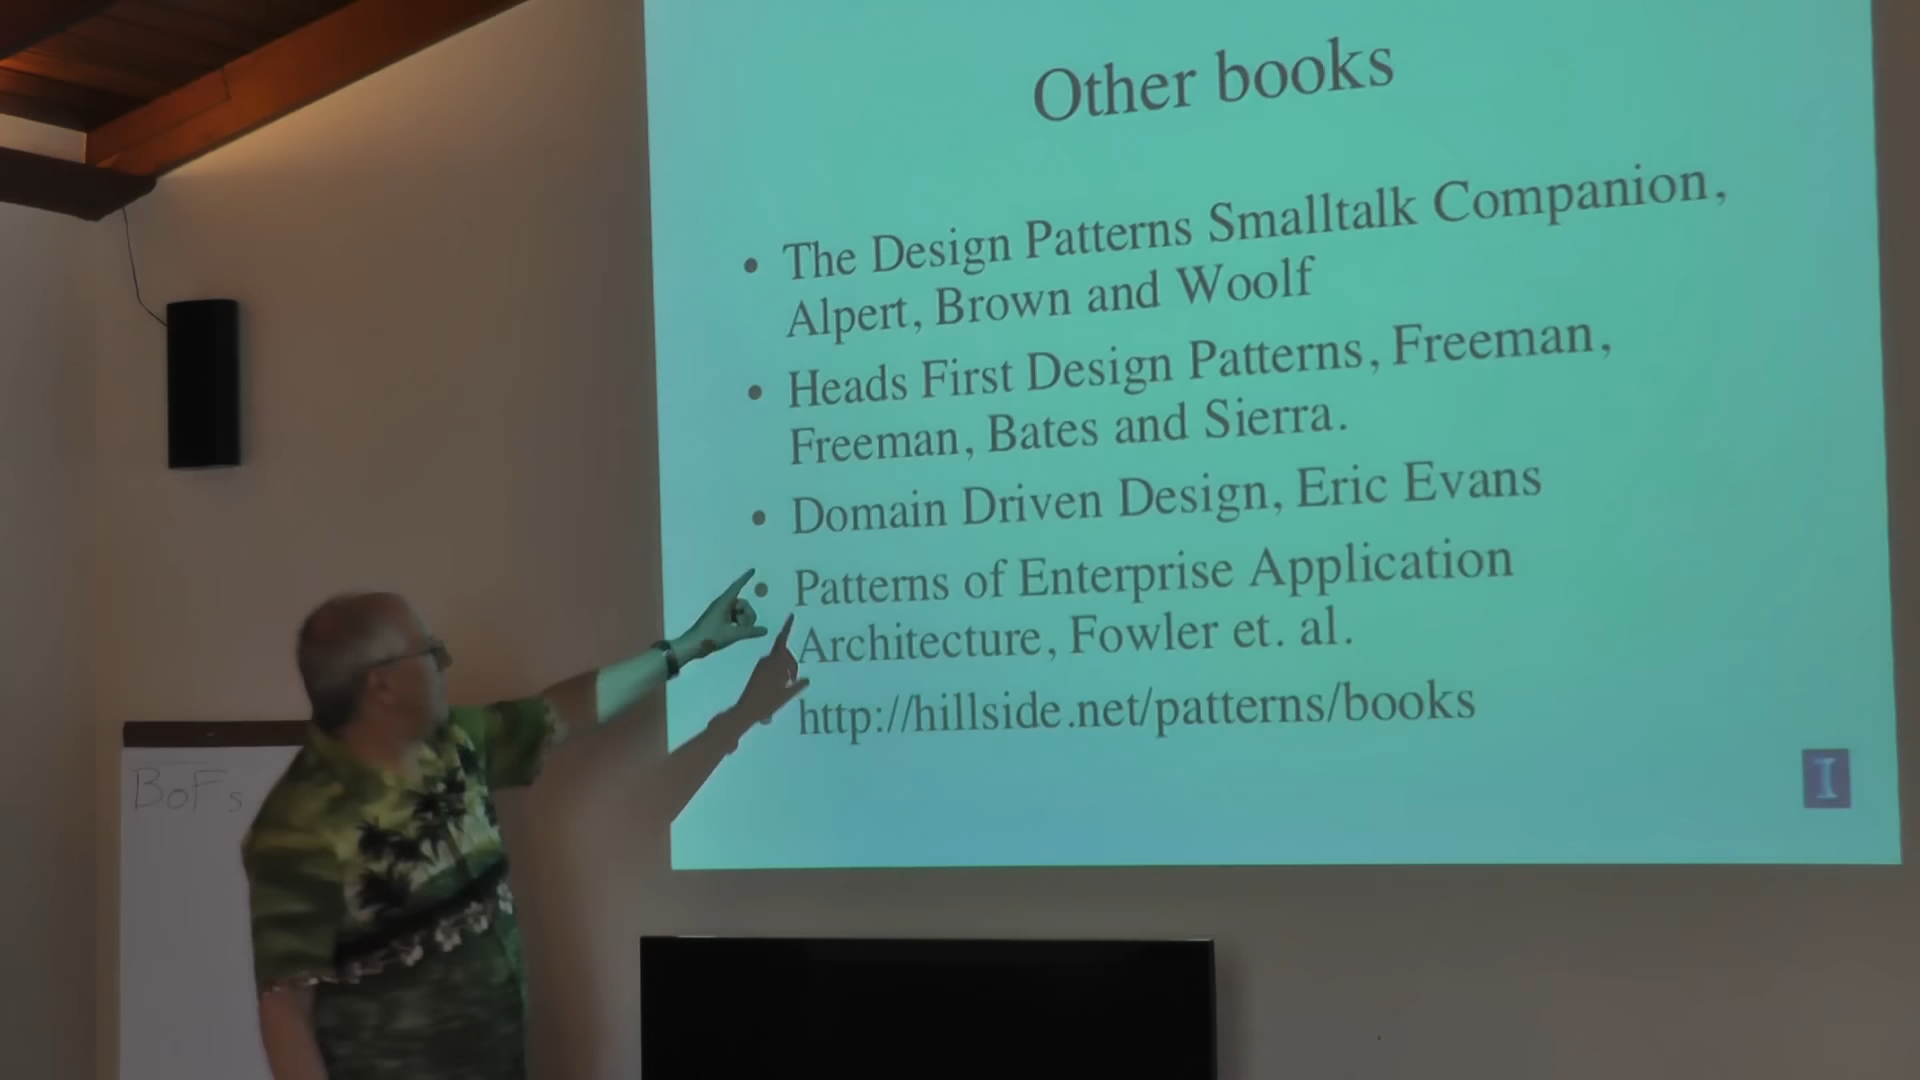 Other books
• The Design Patterns Smalltalk Companion,
Alpert, Brown and Woolf
• Heads First Design Patterns, Freeman,
Freeman, Bates and Sierra.
• Domain Driven Design, Eric Evans
• Patterns of Enterprise Application
Architecture, Fowler et. al.
http://hillside.net/patterns/books
I
BoFs